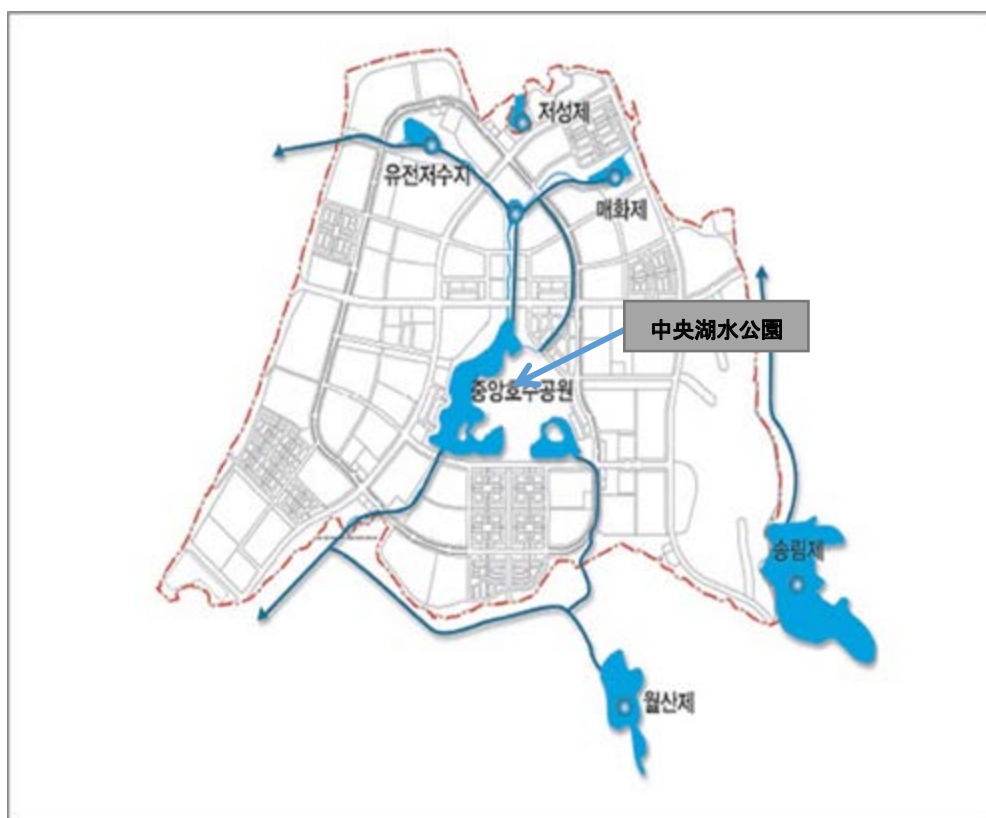 저성제
유전저수지
매화제
中央湖水公園
중앙호수공원
송림제
월산제